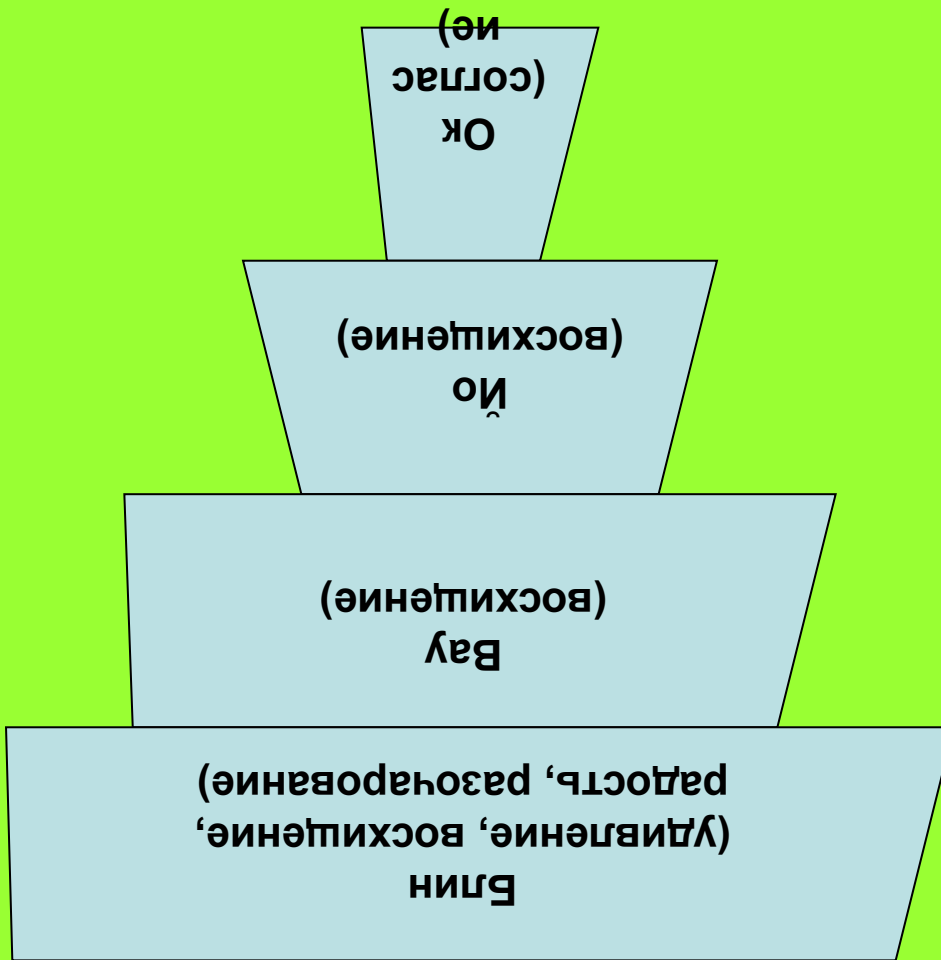 Блин
(удивление, восхищение,
радость, разочарование)
Вау
(восхищение)
Йо
(восхищение)
Ок
(соглас
ие)